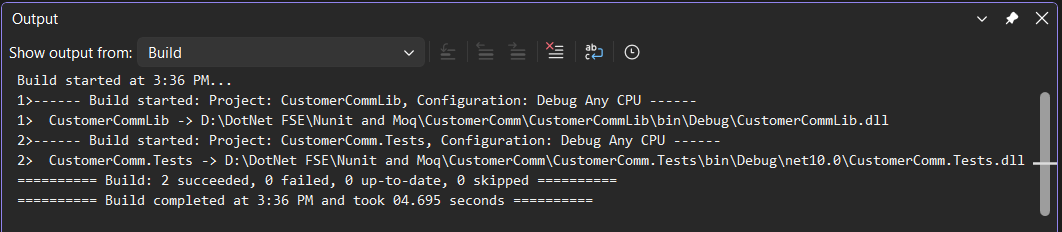 Output
Show output from: Build
Build started at 3:36 PM...
1>------ Build started: Project: CustomerCommLib, Configuration: Debug Any CPU ------
1>  CustomerCommLib -> D:\DotNet FSE\Nunit and Moq\CustomerComm\CustomerCommLib\bin\Debug\CustomerCommLib.dll
2>------ Build started: Project: CustomerComm.Tests, Configuration: Debug Any CPU ------
2>  CustomerComm.Tests -> D:\DotNet FSE\Nunit and Moq\CustomerComm\CustomerComm.Tests\bin\Debug\net10.0\CustomerComm.Tests.dll
========== Build: 2 succeeded, 0 failed, 0 up-to-date, 0 skipped ==========
========== Build completed at 3:36 PM and took 04.695 seconds ==========